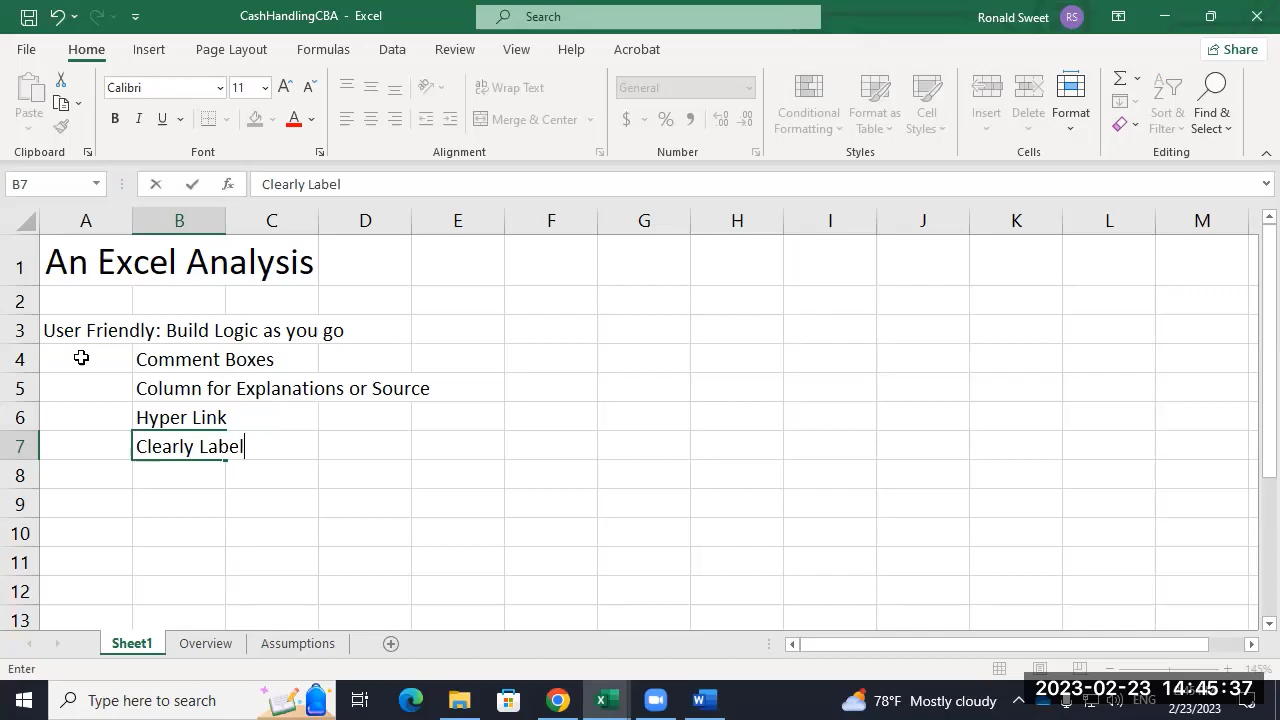 CashHandlingCBA - Excel
Search
Ronald Sweet RS
File Home Insert Page Layout Formulas Data Review View Help Acrobat Share
Paste
Calibri 11
B I U
Wrap Text
Merge & Center
General
$ %
Conditional Formatting
Format as Table
Cell Styles
Insert Delete Format
Sort & Filter
Find & Select
Clipboard Font Alignment Number Styles Cells Editing
B7 fx Clearly Label
A B C D E F G H I J K L M
1 An Excel Analysis
2
3 User Friendly: Build Logic as you go
4 Comment Boxes
5 Column for Explanations or Source
6 Hyper Link
7 Clearly Label
8
9
10
11
12
13
Sheet1 Overview Assumptions
Enter 145%
Type here to search
78°F Mostly cloudy
ENG
2023-02-23 14:45:37
2/23/2023